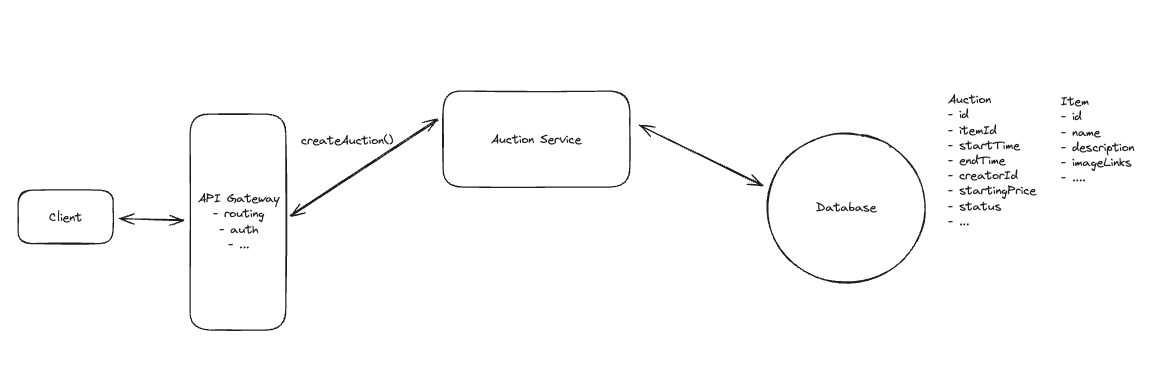 Client
API Gateway
- routing
- auth
- ...
createAuction()
Auction Service
Database
Auction
- id
- itemId
- startTime
- endTime
- creatorId
- startingPrice
- status
- ...
Item
- id
- name
- description
- imageLinks
- ....